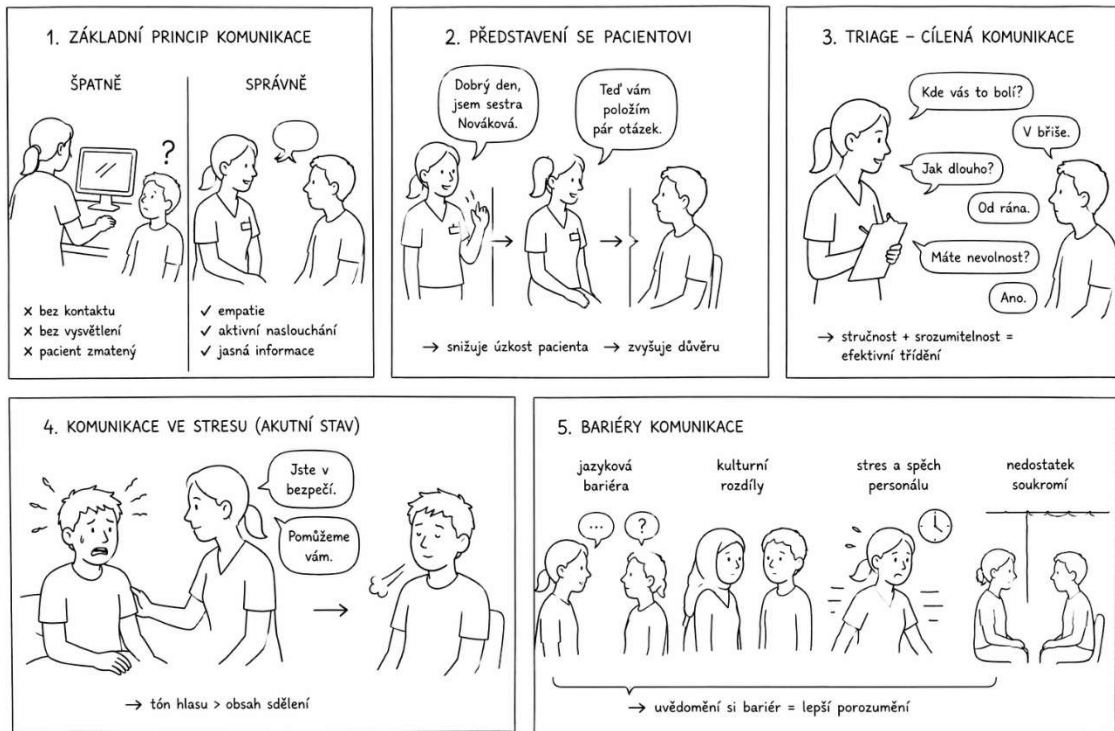 1. ZÁKLADNÍ PRINCIP KOMUNIKACE
ŠPATNĚ
?
✗ bez kontaktu
✗ bez vysvětlení
✗ pacient zmatený
SPRÁVNĚ
✓ empatie
✓ aktivní naslouchání
✓ jasná informace
2. PŘEDSTAVENÍ SE PACIENTOVI
Dobrý den,
jsem sestra
Nováková.
Teď vám
položím
pár otázek.
→ snižuje úzkost pacienta → zvyšuje důvěru
3. TRIAGE – CÍLENÁ KOMUNIKACE
Kde vás to bolí?
V břiše.
Jak dlouho?
Od rána.
Máte nevolnost?
Ano.
→ stručnost + srozumitelnost =
efektivní třídění
4. KOMUNIKACE VE STRESU (AKUTNÍ STAV)
Jste v
bezpečí.
Pomůžeme
vám.
→ tón hlasu > obsah sdělení
5. BARIÉRY KOMUNIKACE
jazyková
bariéra
... ?
kulturní
rozdíly
stres a spěch
personálu
nedostatek
soukromí
→ uvědomění si bariér = lepší porozumění